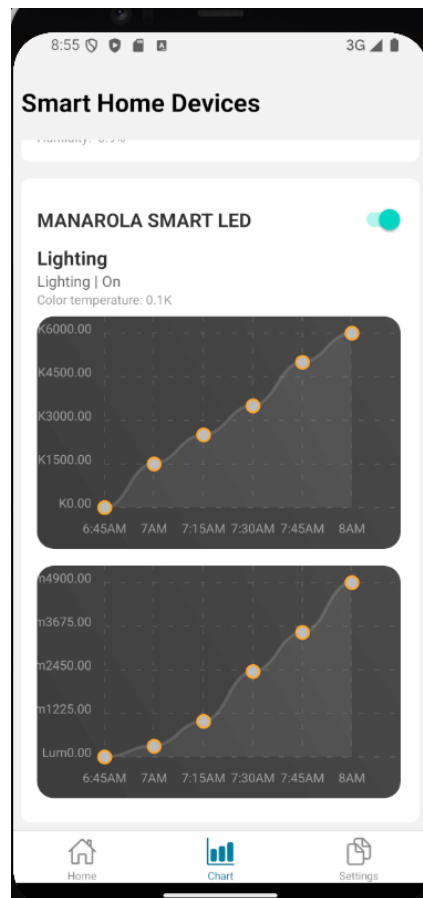 8:55
3G
Smart Home Devices
MANAROLA SMART LED
Lighting
Lighting | On
Color temperature: 0.1K
K6000.00
K4500.00
K3000.00
K1500.00
K0.00
6:45AM 7AM 7:15AM 7:30AM 7:45AM 8AM
m4900.00
m3675.00
m2450.00
m1225.00
Lum0.00
6:45AM 7AM 7:15AM 7:30AM 7:45AM 8AM
Home Chart Settings